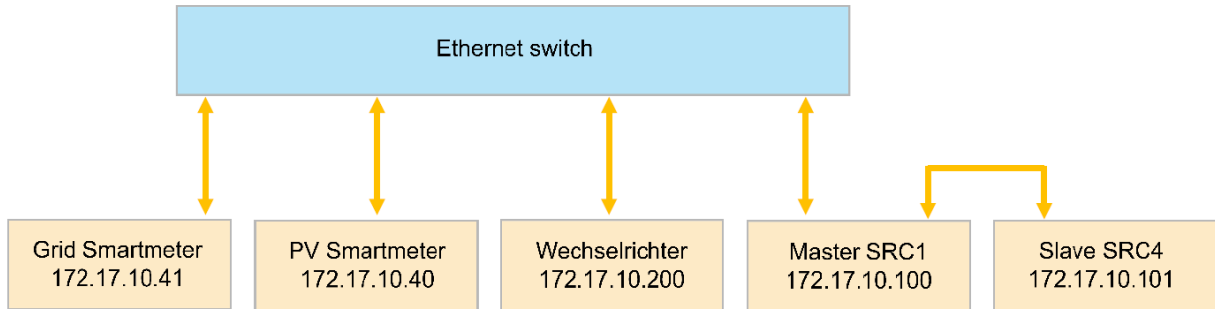 Ethernet switch
Grid Smartmeter
172.17.10.41
PV Smartmeter
172.17.10.40
Wechselrichter
172.17.10.200
Master SRC1
172.17.10.100
Slave SRC4
172.17.10.101